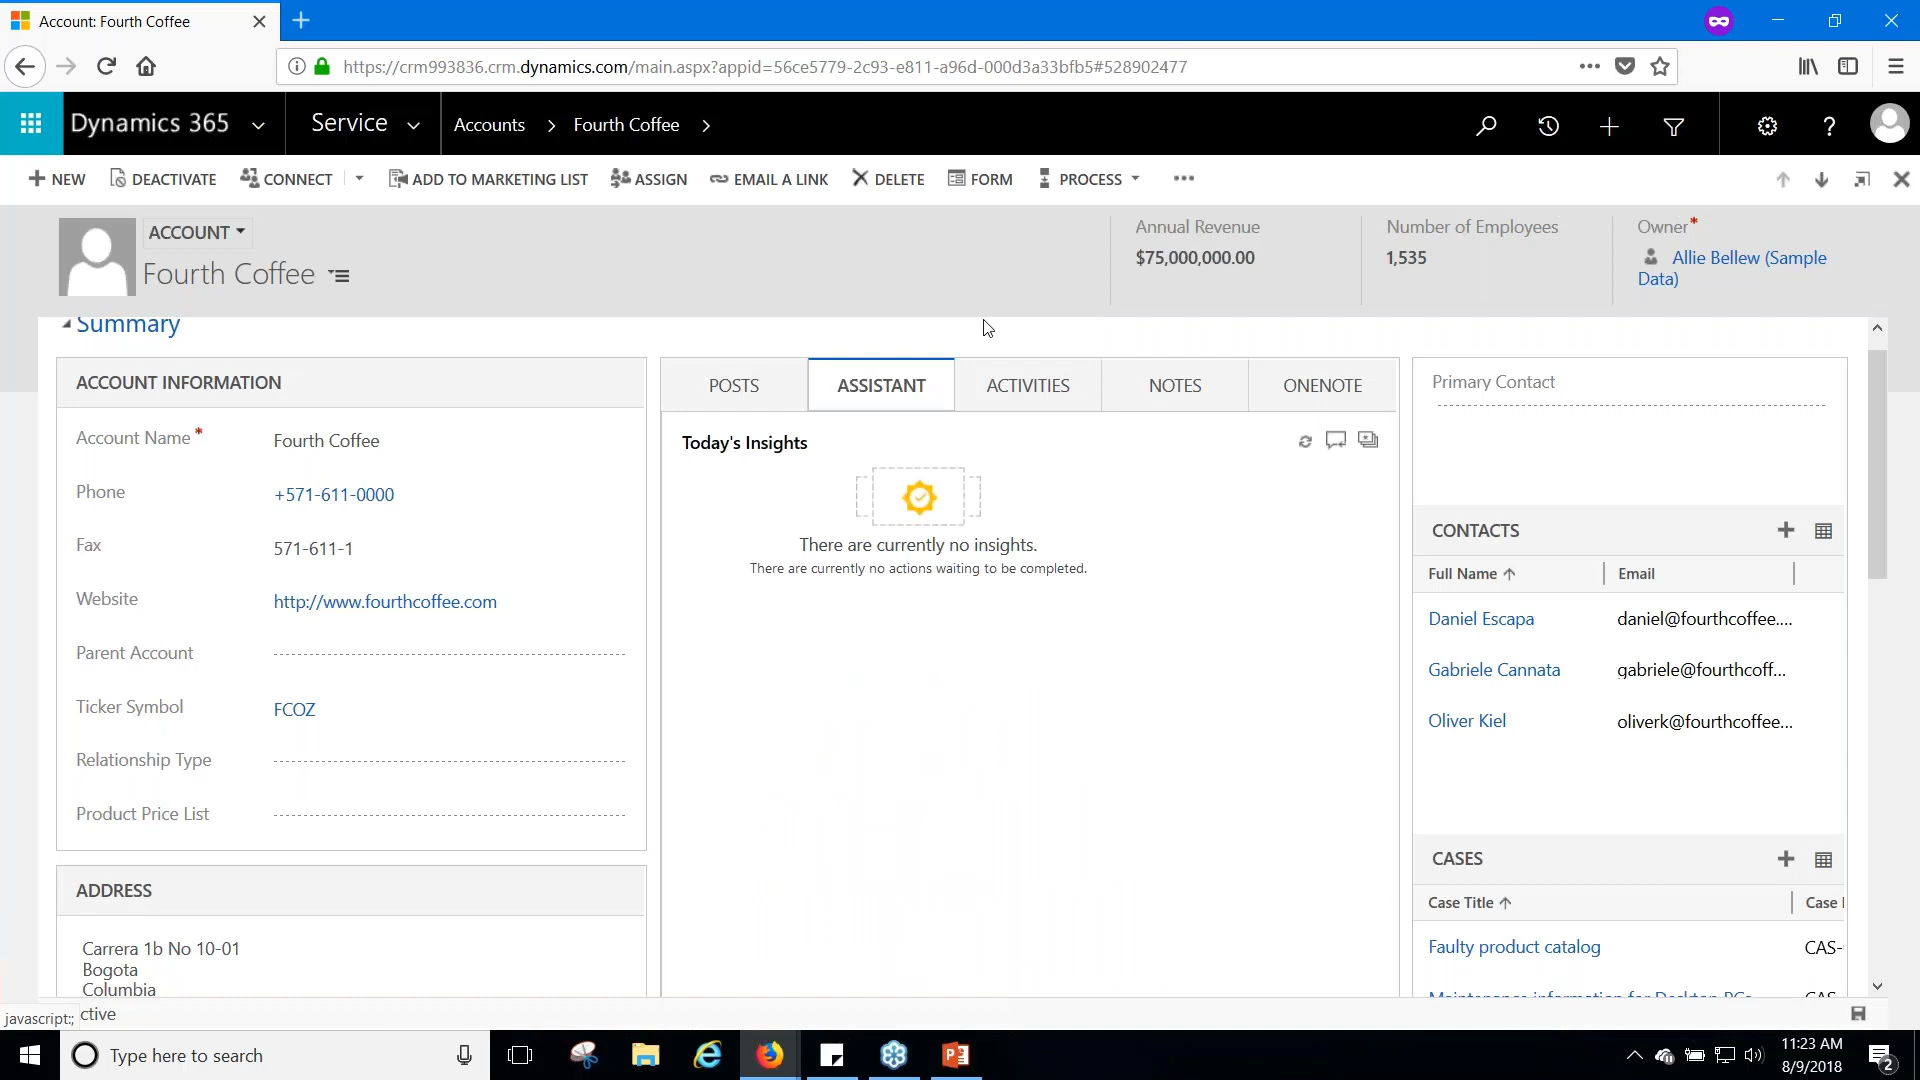 Account: Fourth Coffee
https://crm993836.crm.dynamics.com/main.aspx?appid=56ce5779-2c93-e811-a96d-000d3a33bfb5#528902477
Dynamics 365
Service
Accounts
Fourth Coffee
NEW
DEACTIVATE
CONNECT
ADD TO MARKETING LIST
ASSIGN
EMAIL A LINK
DELETE
FORM
PROCESS
ACCOUNT
Fourth Coffee
Annual Revenue
$75,000,000.00
Number of Employees
1,535
Owner*
Allie Bellew (Sample
Data)
Summary
ACCOUNT INFORMATION
Account Name *
Fourth Coffee
Phone
+571-611-0000
Fax
571-611-1
Website
http://www.fourthcoffee.com
Parent Account
Ticker Symbol
FCOZ
Relationship Type
Product Price List
ADDRESS
Carrera 1b No 10-01
Bogota
Columbia
POSTS
ASSISTANT
ACTIVITIES
NOTES
ONENOTE
Today's Insights
There are currently no insights.
There are currently no actions waiting to be completed.
Primary Contact
CONTACTS
Full Name
Email
Daniel Escapa
daniel@fourthcoffee....
Gabriele Cannata
gabriele@fourthcoff...
Oliver Kiel
oliverk@fourthcoffee...
CASES
Case Title
Case
Faulty product catalog
CAS-
Maintenance information for Desktop PCs
CAS-
javascript:;
ctive
Type here to search
11:23 AM
8/9/2018
2